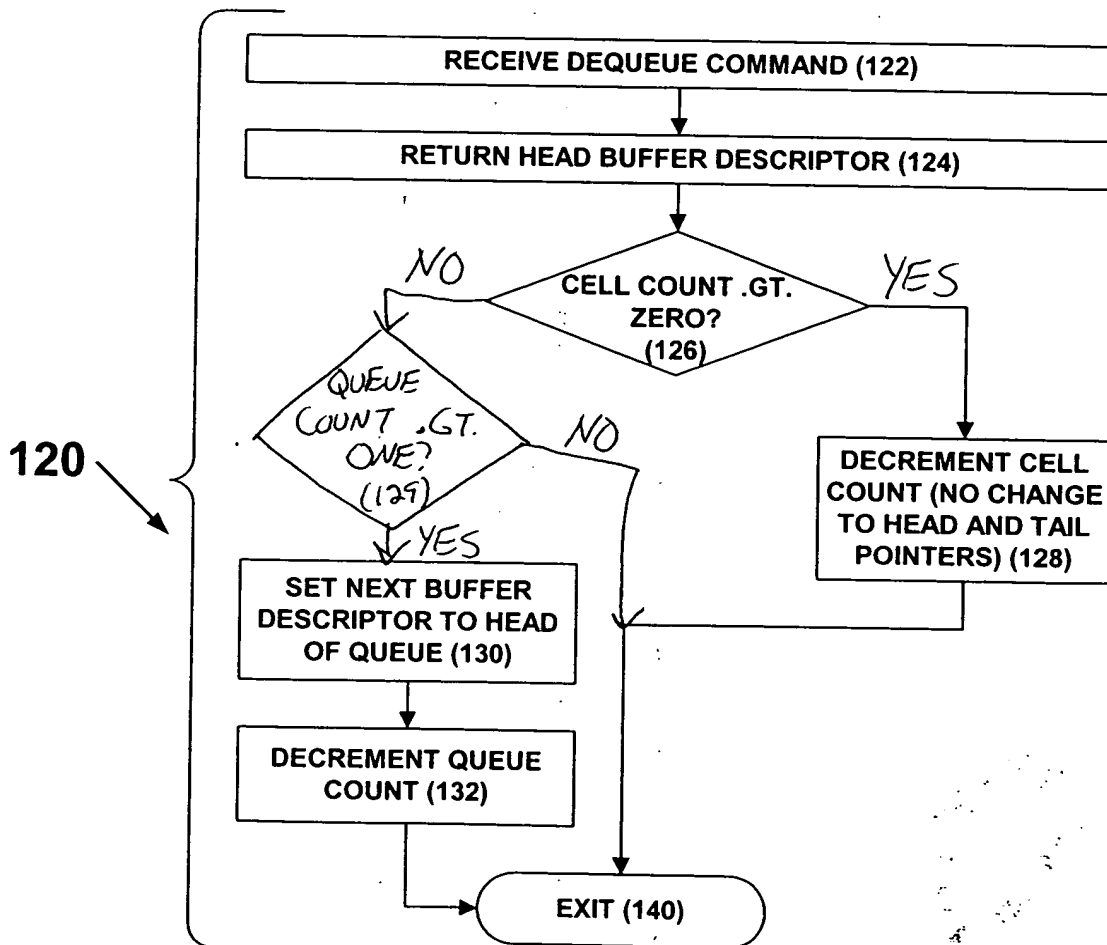 RECEIVE DEQUEUE COMMAND (122)
RETURN HEAD BUFFER DESCRIPTOR (124)
NO
CELL COUNT .GT.
ZERO?
(126)
YES
QUEUE
COUNT .GT.
ONE?
(129)
NO
YES
120
DECREMENT CELL
COUNT (NO CHANGE
TO HEAD AND TAIL
POINTERS) (128)
SET NEXT BUFFER
DESCRIPTOR TO HEAD
OF QUEUE (130)
DECREMENT QUEUE
COUNT (132)
EXIT (140)